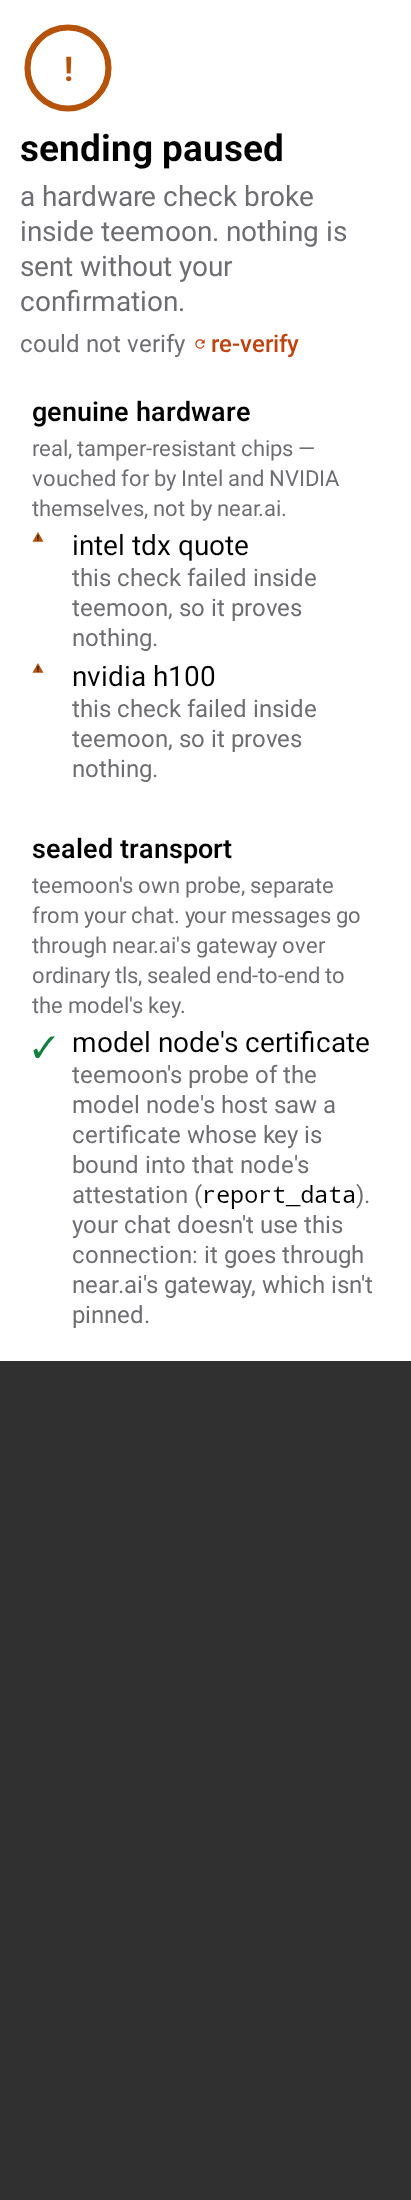 !
sending paused
a hardware check broke
inside teemoon. nothing is
sent without your
confirmation.
could not verify re-verify
genuine hardware
real, tamper-resistant chips —
vouched for by Intel and NVIDIA
themselves, not by near.ai.
intel tdx quote
this check failed inside
teemoon, so it proves
nothing.
nvidia h100
this check failed inside
teemoon, so it proves
nothing.
sealed transport
teemoon's own probe, separate
from your chat. your messages go
through near.ai's gateway over
ordinary tls, sealed end-to-end to
the model's key.
model node's certificate
teemoon's probe of the
model node's host saw a
certificate whose key is
bound into that node's
attestation (report_data).
your chat doesn't use this
connection: it goes through
near.ai's gateway, which isn't
pinned.